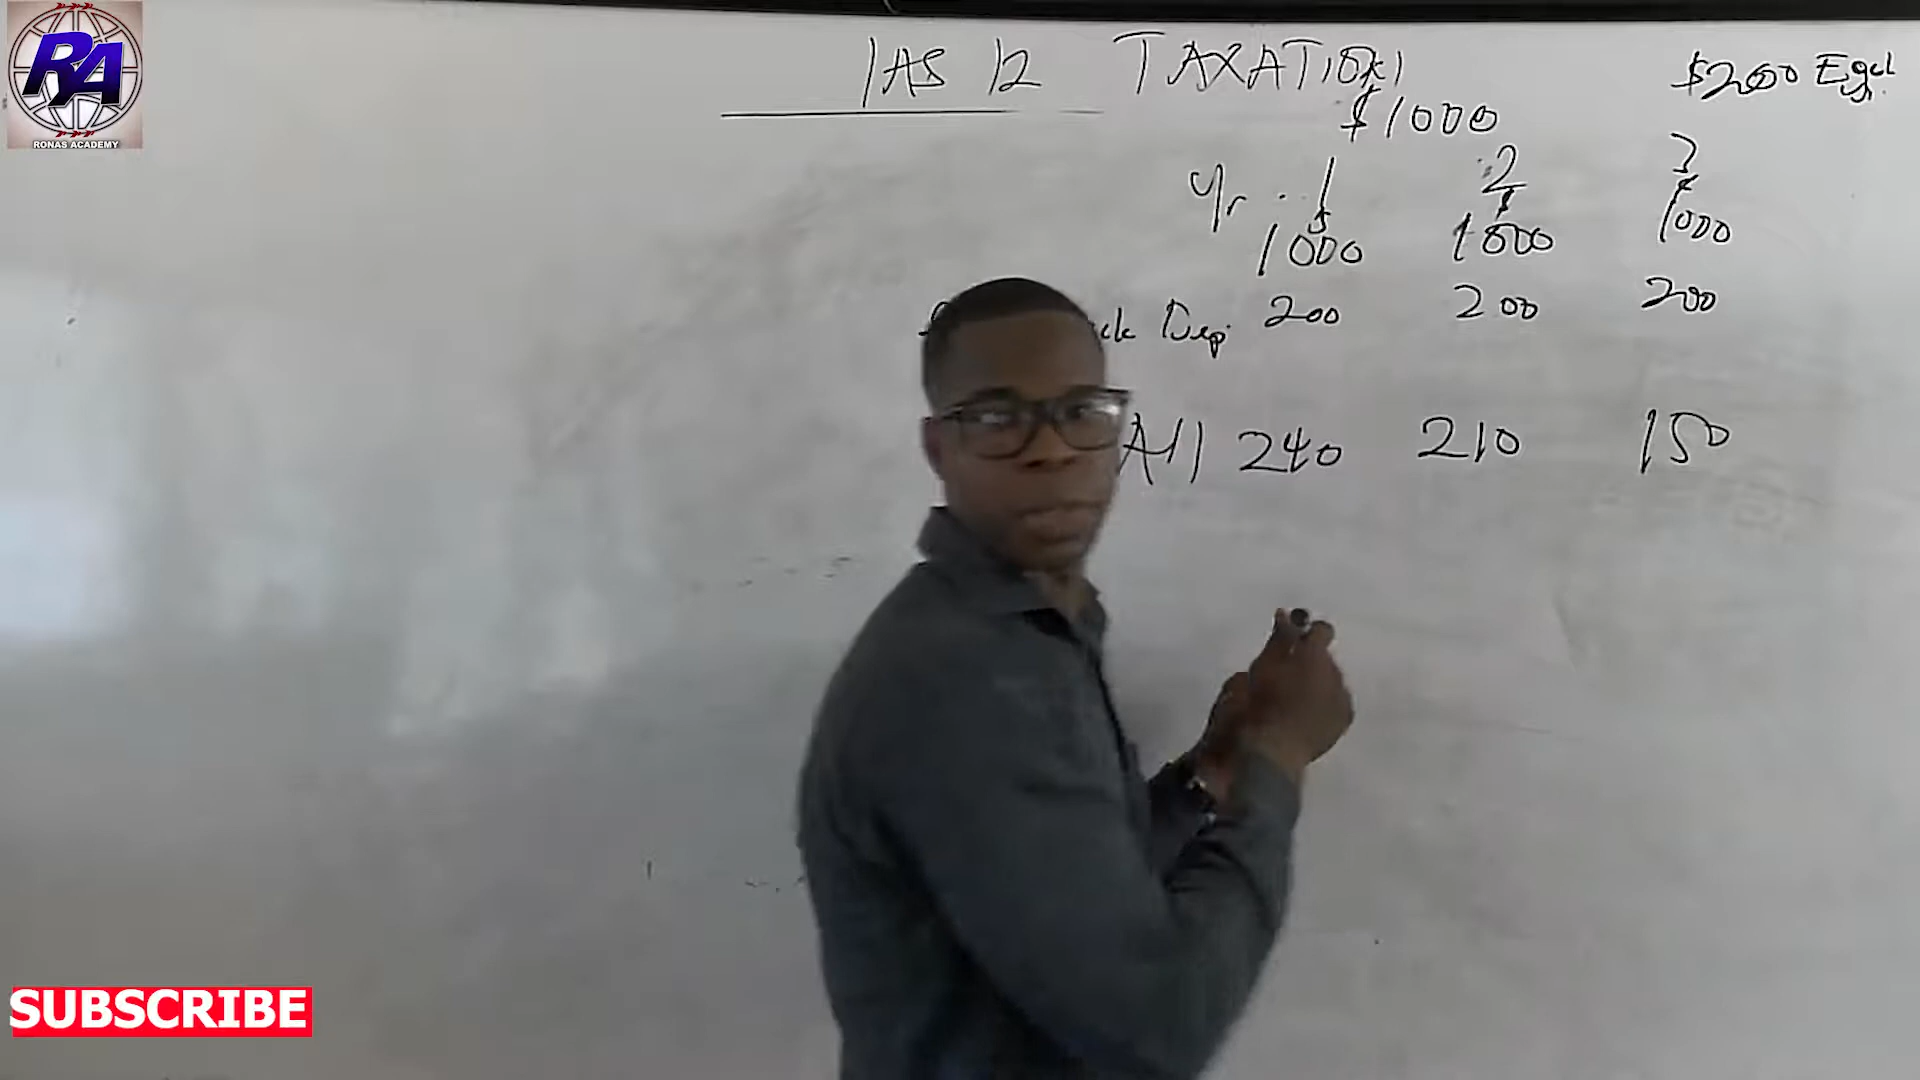 RA
RONAS ACADEMY
IAS 12 TAXATION
$2000
$1000
Yr 1 2 3
$ $ $
1000 1000 1000
Dep. 200 200 200
All 240 210 150
SUBSCRIBE